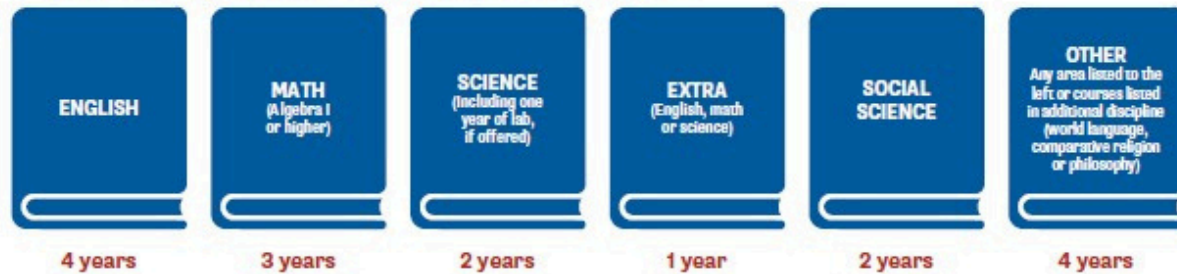 ENGLISH
4 years
MATH
(Algebra I
or higher)
3 years
SCIENCE
(Including one
year of lab,
if offered)
2 years
EXTRA
(English, math
or science)
1 year
SOCIAL
SCIENCE
2 years
OTHER
Any area listed to the
left or courses listed
in additional discipline
(world language,
comparative religion
or philosophy)
4 years